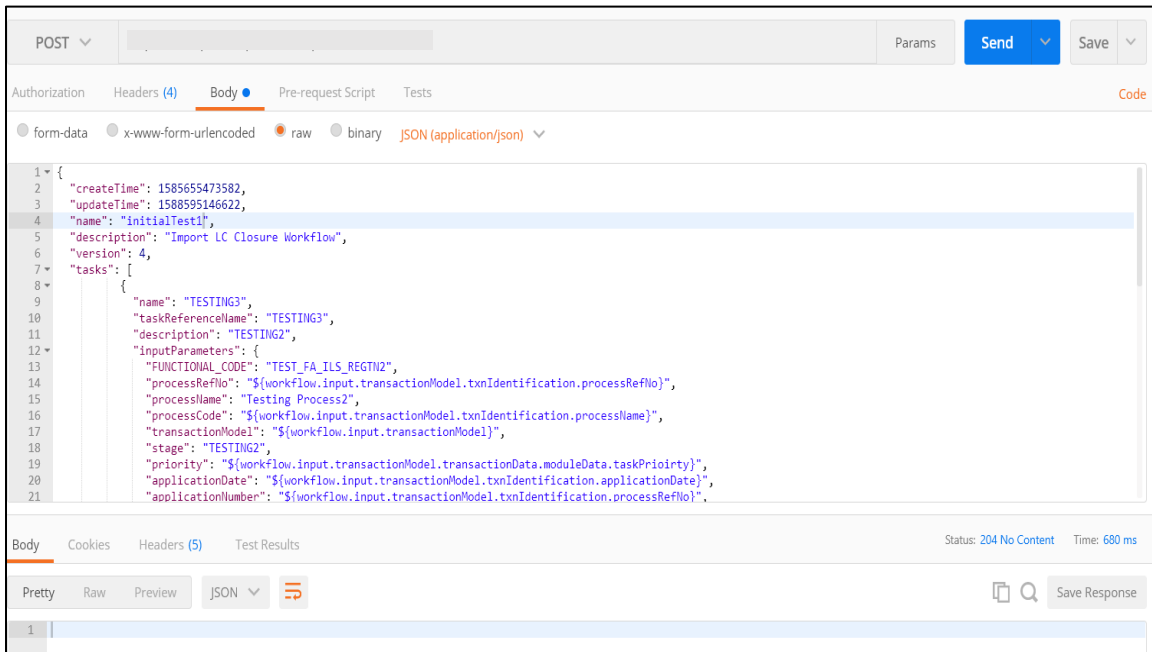 POST Params Send Save
Authorization Headers (4) Body Pre-request Script Tests Code
form-data x-www-form-urlencoded raw binary JSON (application/json)
1 {
2 "createTime": 1585655473582,
3 "updateTime": 1588595146622,
4 "name": "initialTest1",
5 "description": "Import LC Closure Workflow",
6 "version": 4,
7 "tasks": [
8 {
9 "name": "TESTING3",
10 "taskReferenceName": "TESTING3",
11 "description": "TESTING2",
12 "inputParameters": {
13 "FUNCTIONAL_CODE": "TEST_FA_ILS_REGTN2",
14 "processRefNo": "${workflow.input.transactionModel.txnIdentification.processRefNo}",
15 "processName": "Testing Process2",
16 "processCode": "${workflow.input.transactionModel.txnIdentification.processName}",
17 "transactionModel": "${workflow.input.transactionModel}",
18 "stage": "TESTING2",
19 "priority": "${workflow.input.transactionModel.transactionData.moduleData.taskPrioirty}",
20 "applicationDate": "${workflow.input.transactionModel.txnIdentification.applicationDate}",
21 "applicationNumber": "${workflow.input.transactionModel.txnIdentification.processRefNo}",
Body Cookies Headers (5) Test Results Status: 204 No Content Time: 680 ms
Pretty Raw Preview JSON Save Response
1